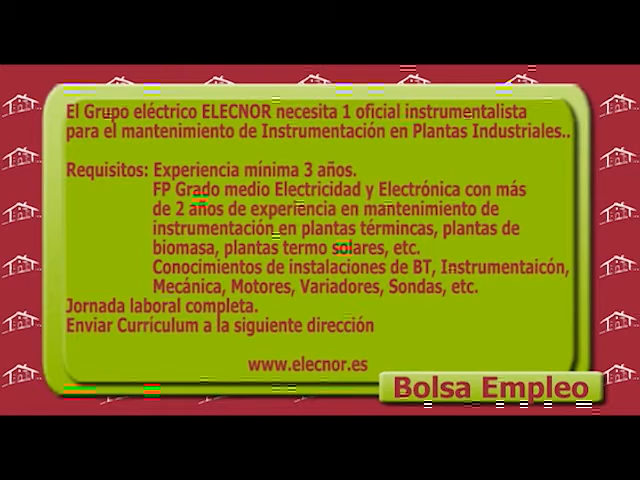 El Grupo eléctrico ELECNOR necesita 1 oficial instrumentalista
para el mantenimiento de Instrumentación en Plantas Industriales..
Requisitos: Experiencia mínima 3 años.
FP Grado medio Electricidad y Electrónica con más
de 2 años de experiencia en mantenimiento de
instrumentación en plantas términcas, plantas de
biomasa, plantas termo solares, etc.
Conocimientos de instalaciones de BT, Instrumentaicón,
Mecánica, Motores, Variadores, Sondas, etc.
Jornada laboral completa.
Enviar Currículum a la siguiente dirección
www.elecnor.es
Bolsa Empleo